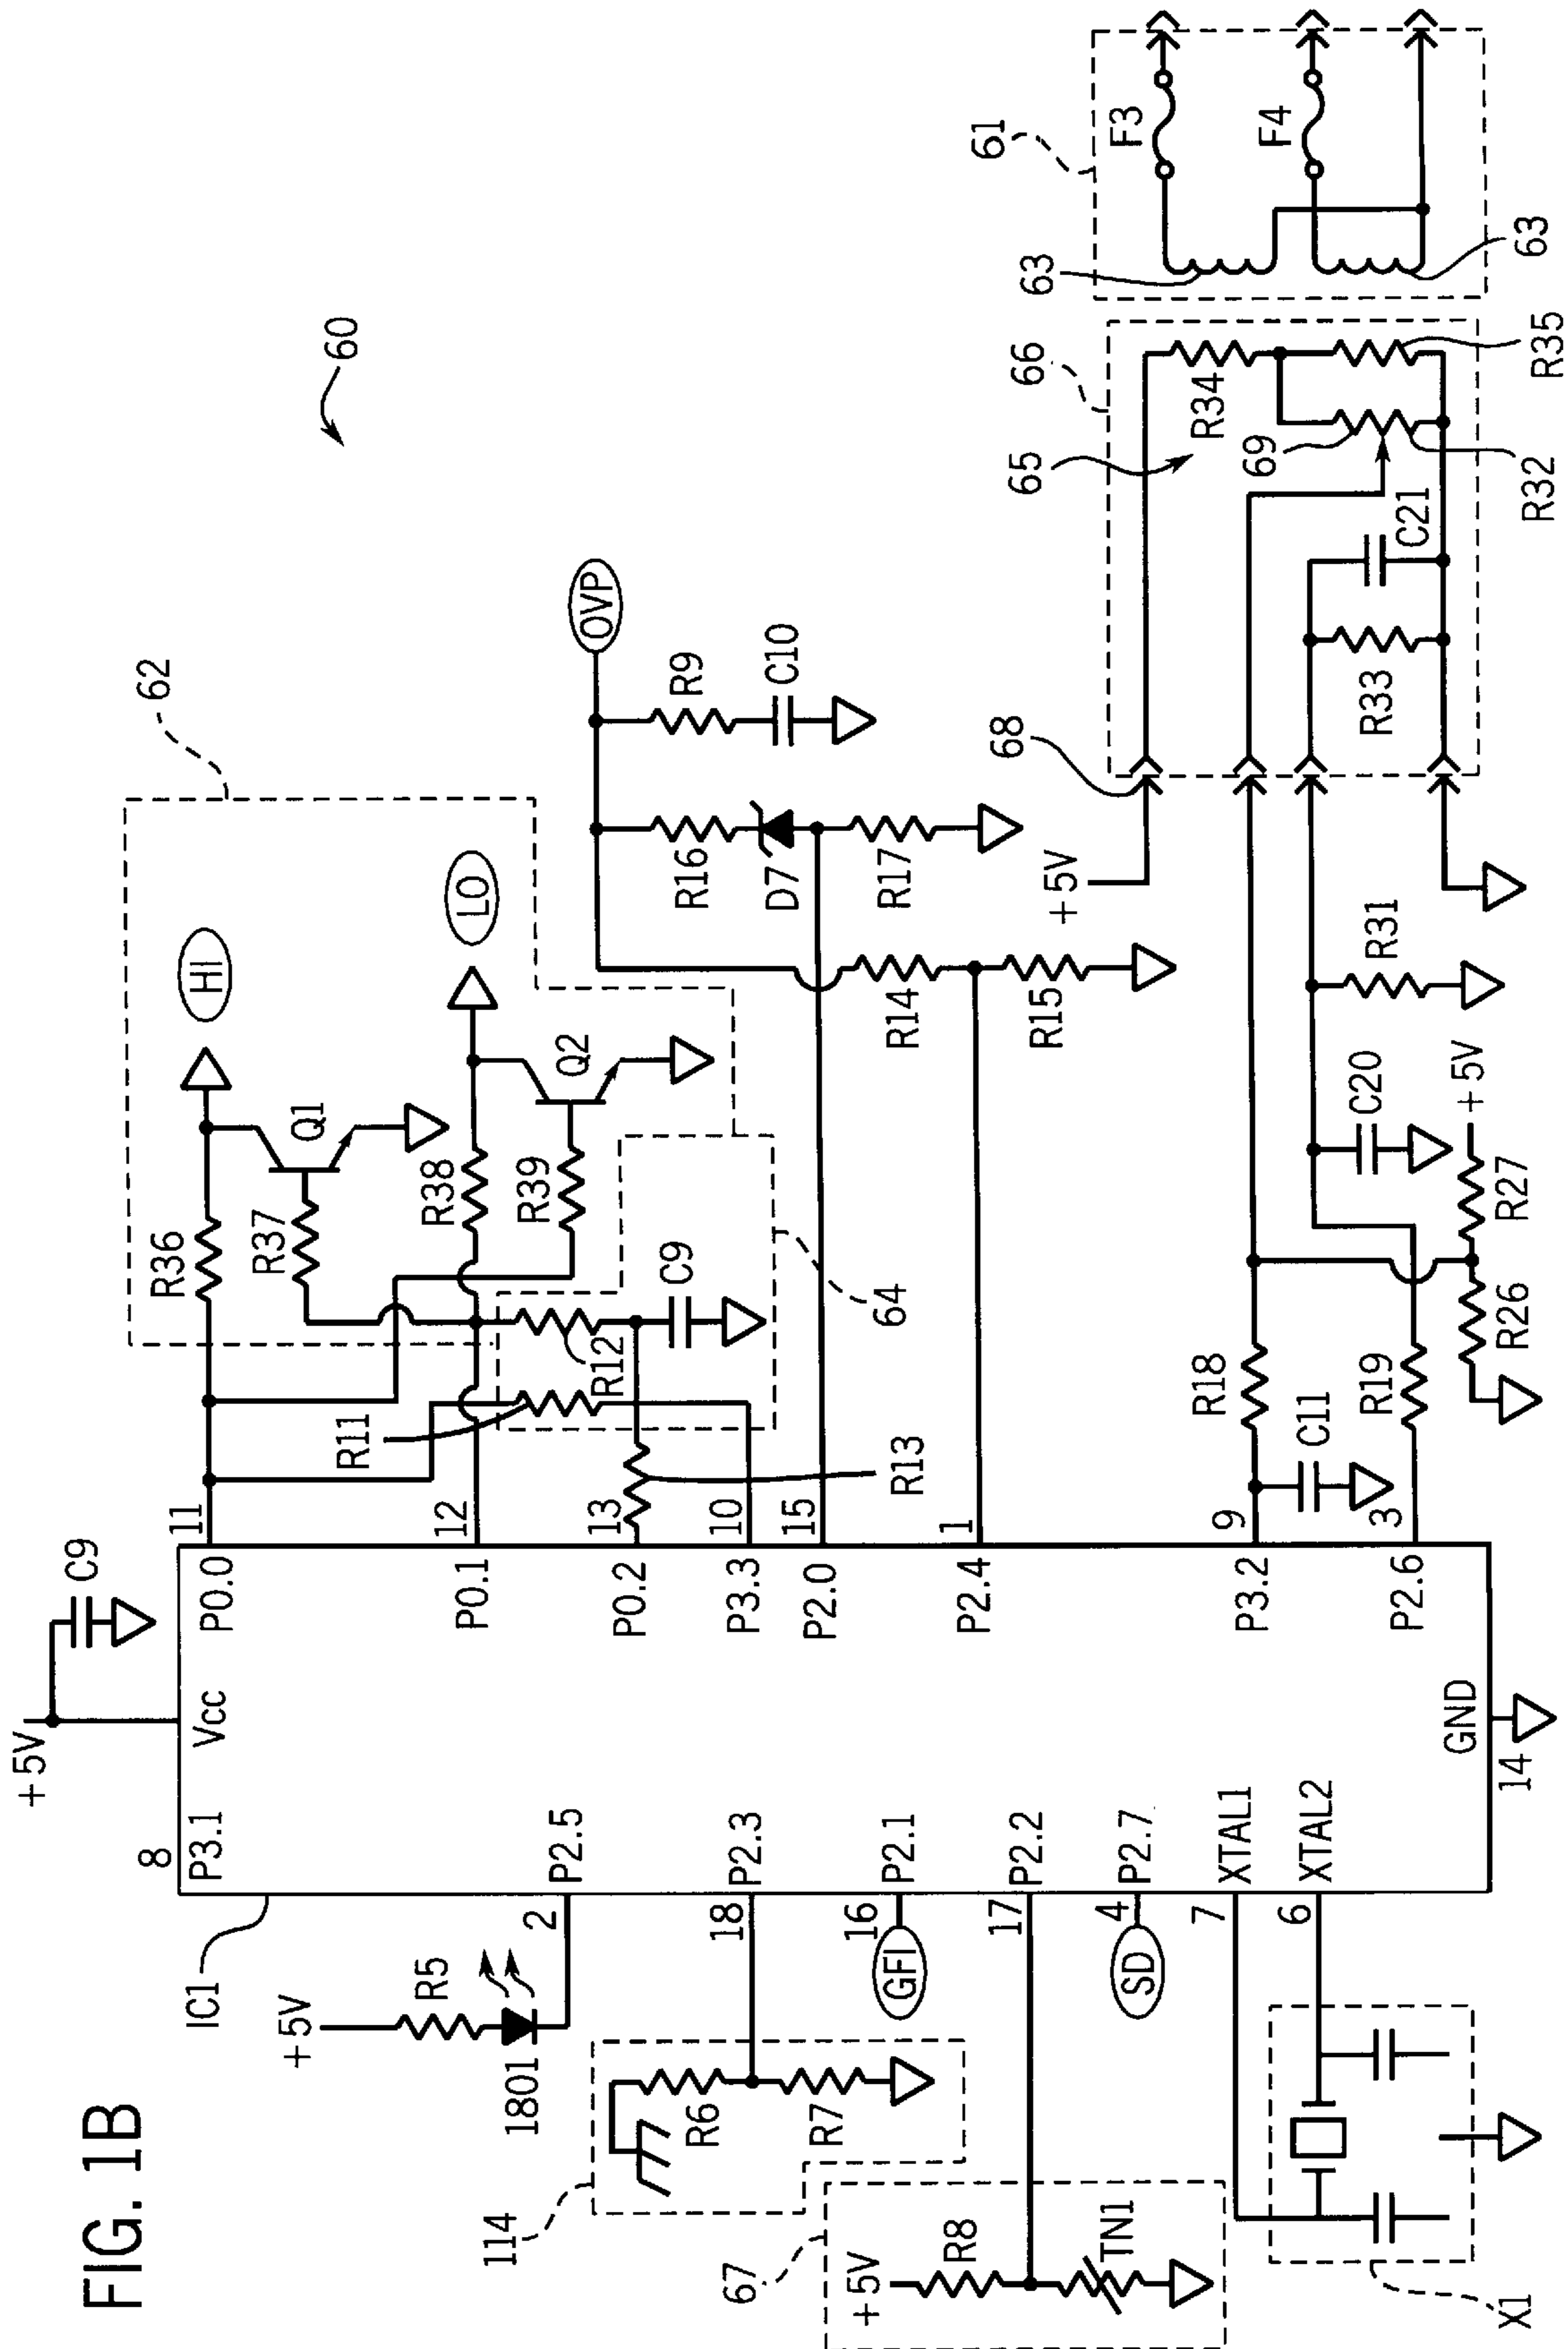 FIG. 1B
60
+5V
C9
8
P3.1
Vcc
IC1
+5V
R5
1801
2
P2.5
114
R6
R7
18
P2.3
GFI
16
P2.1
67
+5V
R8
TN1
17
P2.2
SD
4
P2.7
7
XTAL1
6
XTAL2
X1
GND
14
11
P0.0
12
P0.1
13
P0.2
10
P3.3
15
P2.0
1
P2.4
9
P3.2
3
P2.6
62
HI
R36
Q1
R37
LO
R38
Q2
R39
R11
R12
C9
64
R13
OVP
R9
C10
R16
D7
R17
R14
R15
R18
C11
R19
R26
R27
+5V
C20
R31
+5V
68
66
65
R34
69
R35
R32
C21
R33
61
F3
F4
63
63